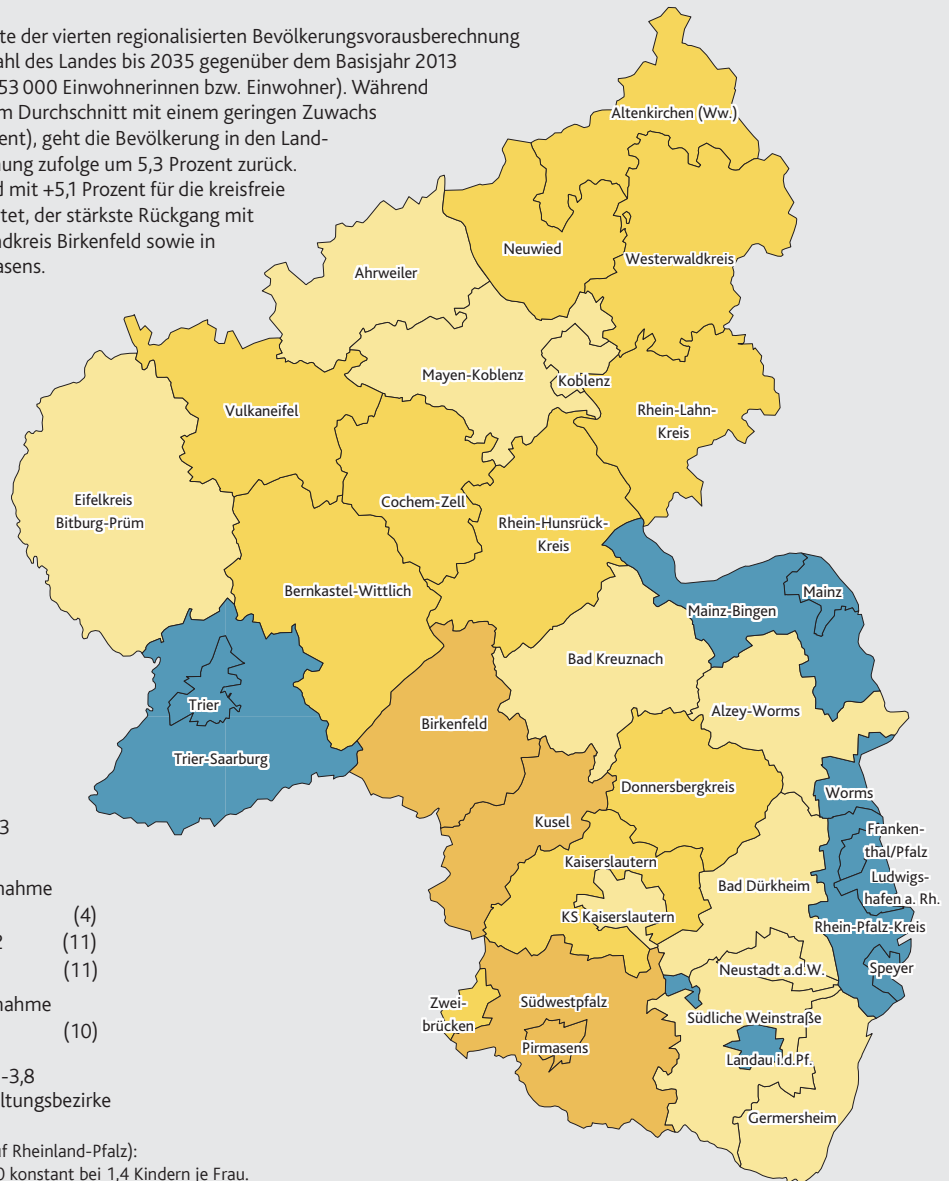 te der vierten regionalisierten Bevölkerungsvorausberechnung
ahl des Landes bis 2035 gegenüber dem Basisjahr 2013
53 000 Einwohnerinnen bzw. Einwohner). Während
m Durchschnitt mit einem geringen Zuwachs
ent), geht die Bevölkerung in den Land-
nung zufolge um 5,3 Prozent zurück.
d mit +5,1 Prozent für die kreisfreie
tet, der stärkste Rückgang mit
ndkreis Birkenfeld sowie in
asens.
Altenkirchen (Ww.)
Neuwied
Westerwaldkreis
Ahrweiler
Mayen-Koblenz
Koblenz
Vulkaneifel
Rhein-Lahn-
Kreis
Eifelkreis
Bitburg-Prüm
Cochem-Zell
Rhein-Hunsrück-
Kreis
Bernkastel-Wittlich
Mainz-Bingen
Mainz
Bad Kreuznach
Trier
Birkenfeld
Alzey-Worms
Trier-Saarburg
Donnersbergkreis
Worms
Kusel
Franken-
thal/Pfalz
Kaiserslautern
Bad Dürkheim
Ludwigs-
hafen a. Rh.
KS Kaiserslautern
Rhein-Pfalz-Kreis
Neustadt a.d.W.
Speyer
Zwei-
brücken
Südwestpfalz
Südliche Weinstraße
Pirmasens
Landau i.d.Pf.
Germersheim
3
nahme
(4)
2 (11)
(11)
nahme
(10)
-3,8
ltungsbezirke
uf Rheinland-Pfalz):
0 konstant bei 1,4 Kindern je Frau.